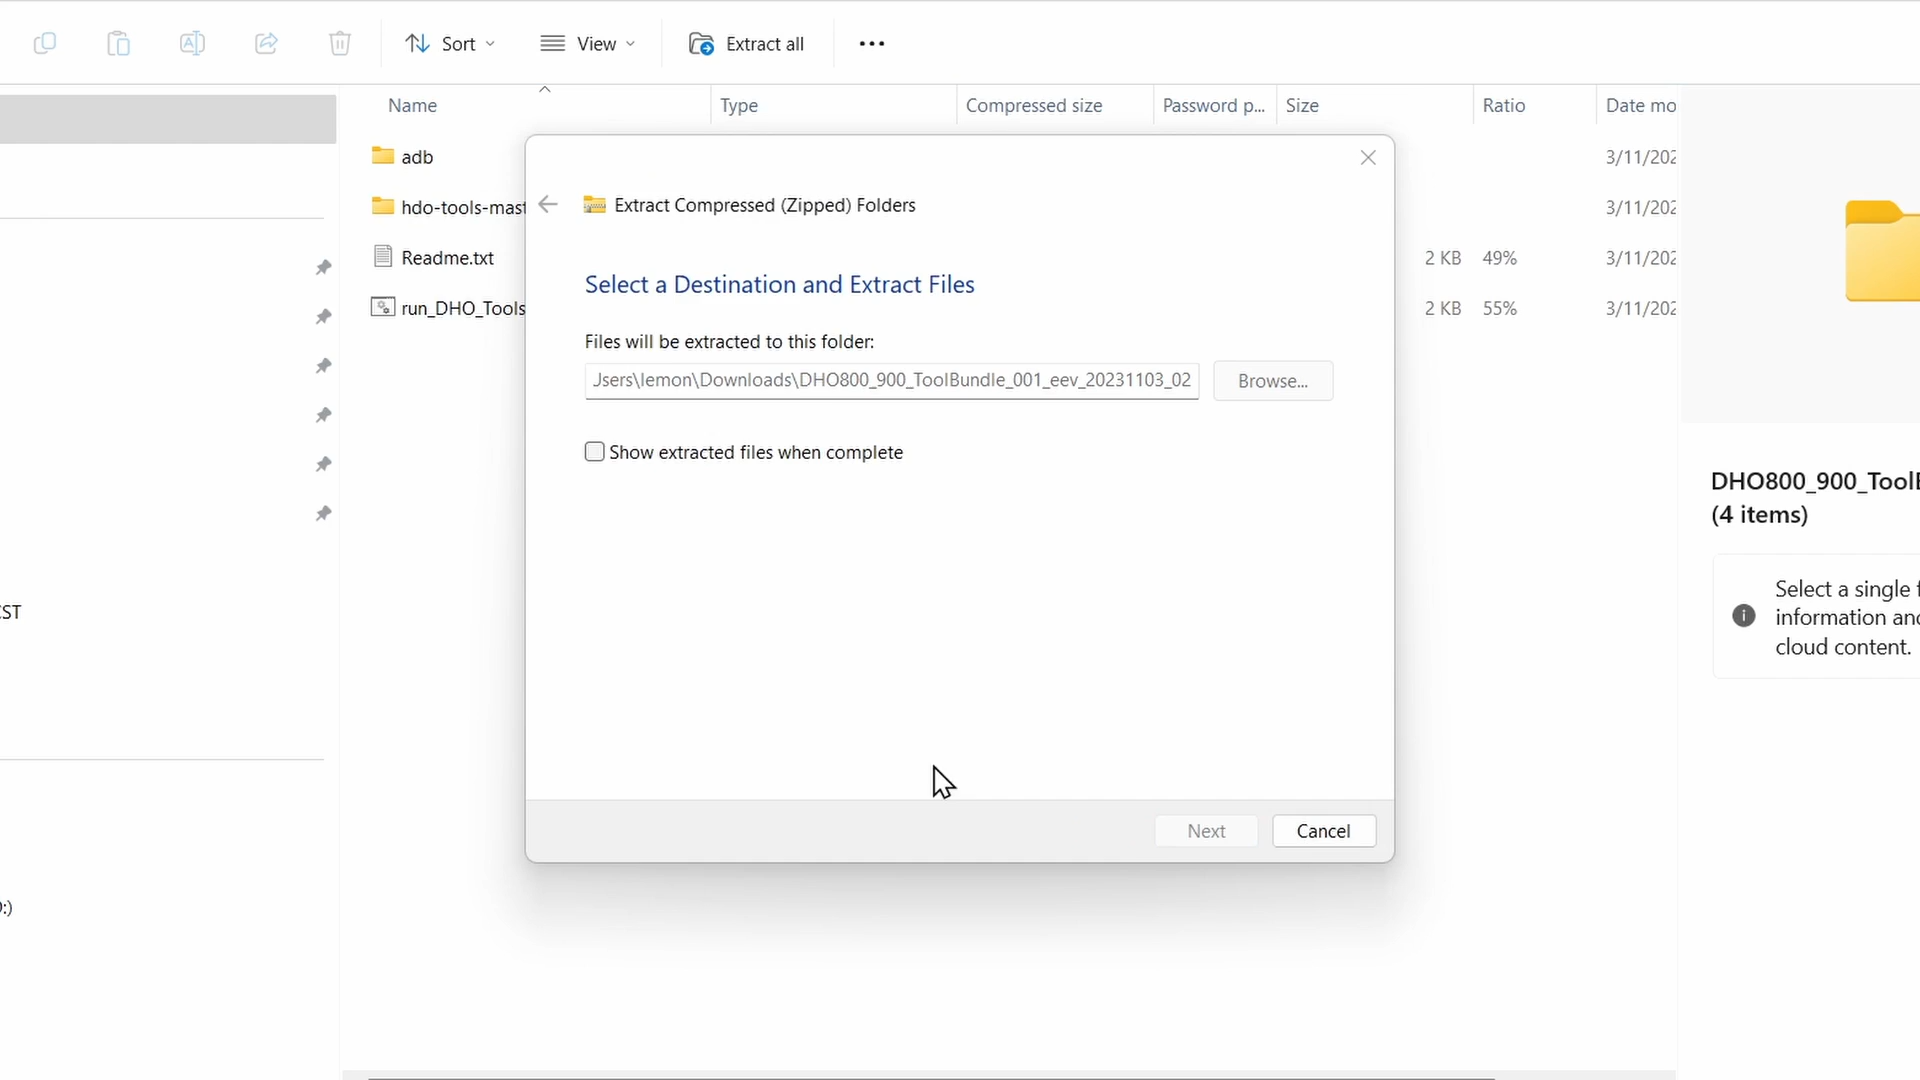 Sort
View
Extract all
Name
Type
Compressed size
Password p...
Size
Ratio
Date mo
adb
3/11/202
hdo-tools-mast
3/11/202
Readme.txt
2 KB
49%
3/11/202
run_DHO_Tools
2 KB
55%
3/11/202
Extract Compressed (Zipped) Folders
Select a Destination and Extract Files
Files will be extracted to this folder:
Jsers\lemon\Downloads\DHO800_900_ToolBundle_001_eev_20231103_02
Browse...
Show extracted files when complete
Next
Cancel
DHO800_900_ToolB
(4 items)
Select a single f
information and
cloud content.
ST
:)